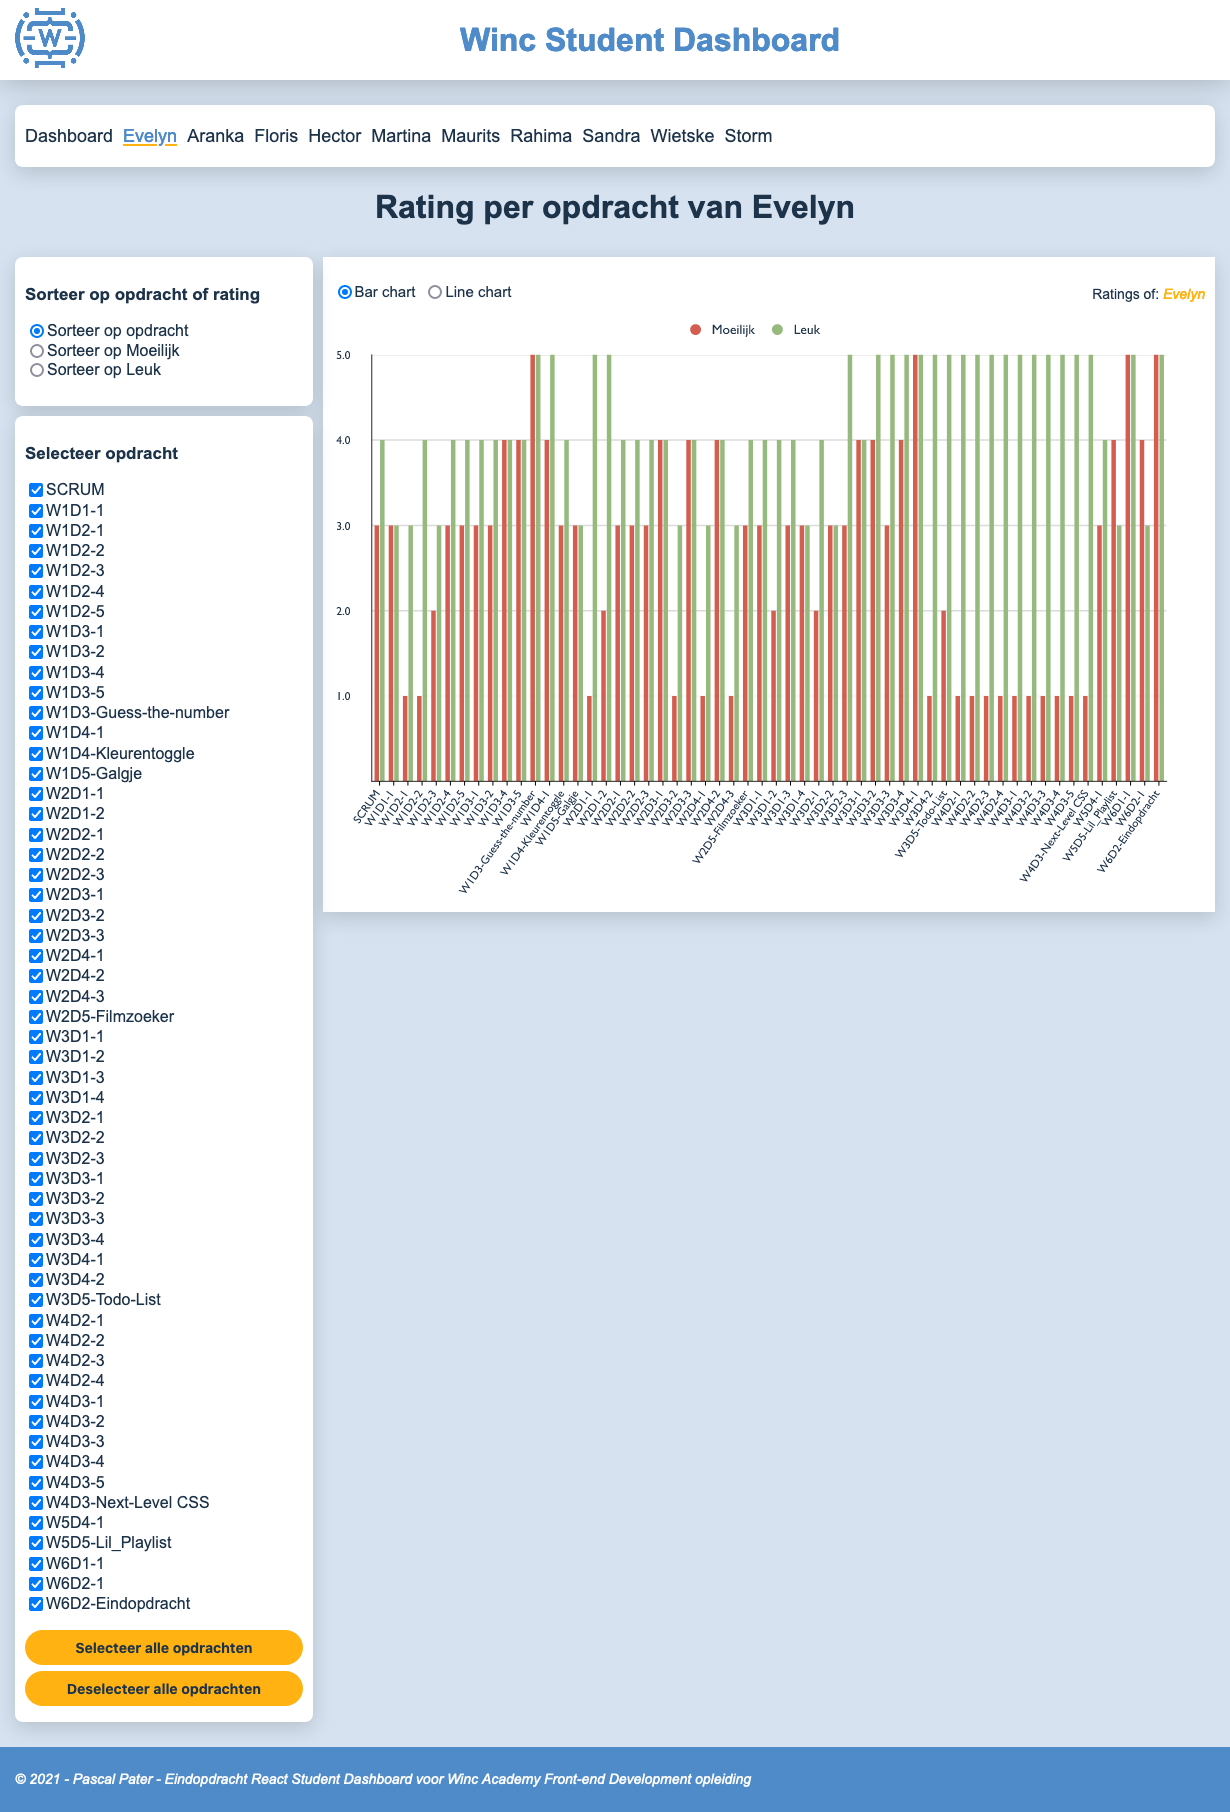 W
Winc Student Dashboard
Dashboard Evelyn Aranka Floris Hector Martina Maurits Rahima Sandra Wietske Storm
Rating per opdracht van Evelyn
Sorteer op opdracht of rating
Sorteer op opdracht
Sorteer op Moeilijk
Sorteer op Leuk
Selecteer opdracht
SCRUM
W1D1-1
W1D2-1
W1D2-2
W1D2-3
W1D2-4
W1D2-5
W1D3-1
W1D3-2
W1D3-4
W1D3-5
W1D3-Guess-the-number
W1D4-1
W1D4-Kleurentoggle
W1D5-Galgje
W2D1-1
W2D1-2
W2D2-1
W2D2-2
W2D2-3
W2D3-1
W2D3-2
W2D3-3
W2D4-1
W2D4-2
W2D4-3
W2D5-Filmzoeker
W3D1-1
W3D1-2
W3D1-3
W3D1-4
W3D2-1
W3D2-2
W3D2-3
W3D3-1
W3D3-2
W3D3-3
W3D3-4
W3D4-1
W3D4-2
W3D5-Todo-List
W4D2-1
W4D2-2
W4D2-3
W4D2-4
W4D3-1
W4D3-2
W4D3-3
W4D3-4
W4D3-5
W4D3-Next-Level CSS
W5D4-1
W5D5-Lil_Playlist
W6D1-1
W6D2-1
W6D2-Eindopdracht
Selecteer alle opdrachten
Deselecteer alle opdrachten
Bar chart Line chart
Ratings of: Evelyn
Moeilijk Leuk
5.0
4.0
3.0
2.0
1.0
SCRUM
W1D1-1
W1D2-1
W1D2-2
W1D2-3
W1D2-4
W1D2-5
W1D3-1
W1D3-2
W1D3-4
W1D3-5
W1D3-Guess-the-number
W1D4-1
W1D4-Kleurentoggle
W1D5-Galgje
W2D1-1
W2D1-2
W2D2-1
W2D2-2
W2D2-3
W2D3-1
W2D3-2
W2D3-3
W2D4-1
W2D4-2
W2D4-3
W2D5-Filmzoeker
W3D1-1
W3D1-2
W3D1-3
W3D1-4
W3D2-1
W3D2-2
W3D2-3
W3D3-1
W3D3-2
W3D3-3
W3D3-4
W3D4-1
W3D4-2
W3D5-Todo-List
W4D2-1
W4D2-2
W4D2-3
W4D2-4
W4D3-1
W4D3-2
W4D3-3
W4D3-4
W4D3-5
W4D3-Next-Level CSS
W5D4-1
W5D5-Lil_Playlist
W6D1-1
W6D2-1
W6D2-Eindopdracht
© 2021 - Pascal Pater - Eindopdracht React Student Dashboard voor Winc Academy Front-end Development opleiding